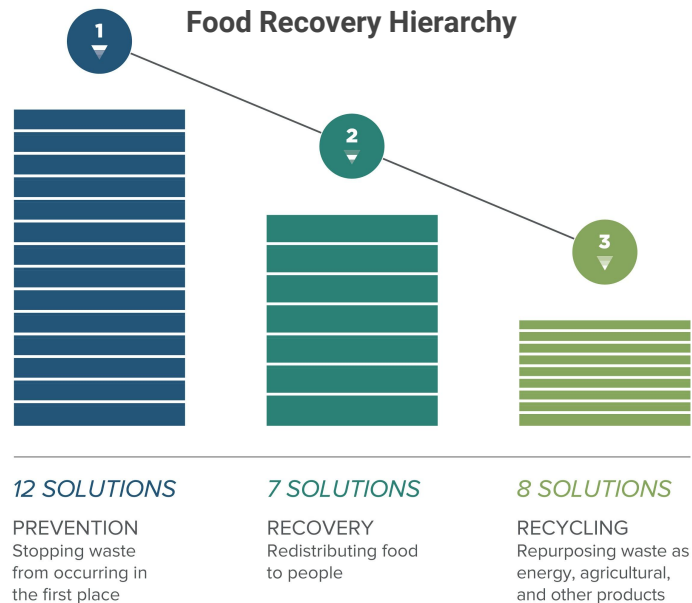 Food Recovery Hierarchy
1
2
3
12 SOLUTIONS
PREVENTION
Stopping waste
from occurring in
the first place
7 SOLUTIONS
RECOVERY
Redistributing food
to people
8 SOLUTIONS
RECYCLING
Repurposing waste as
energy, agricultural,
and other products